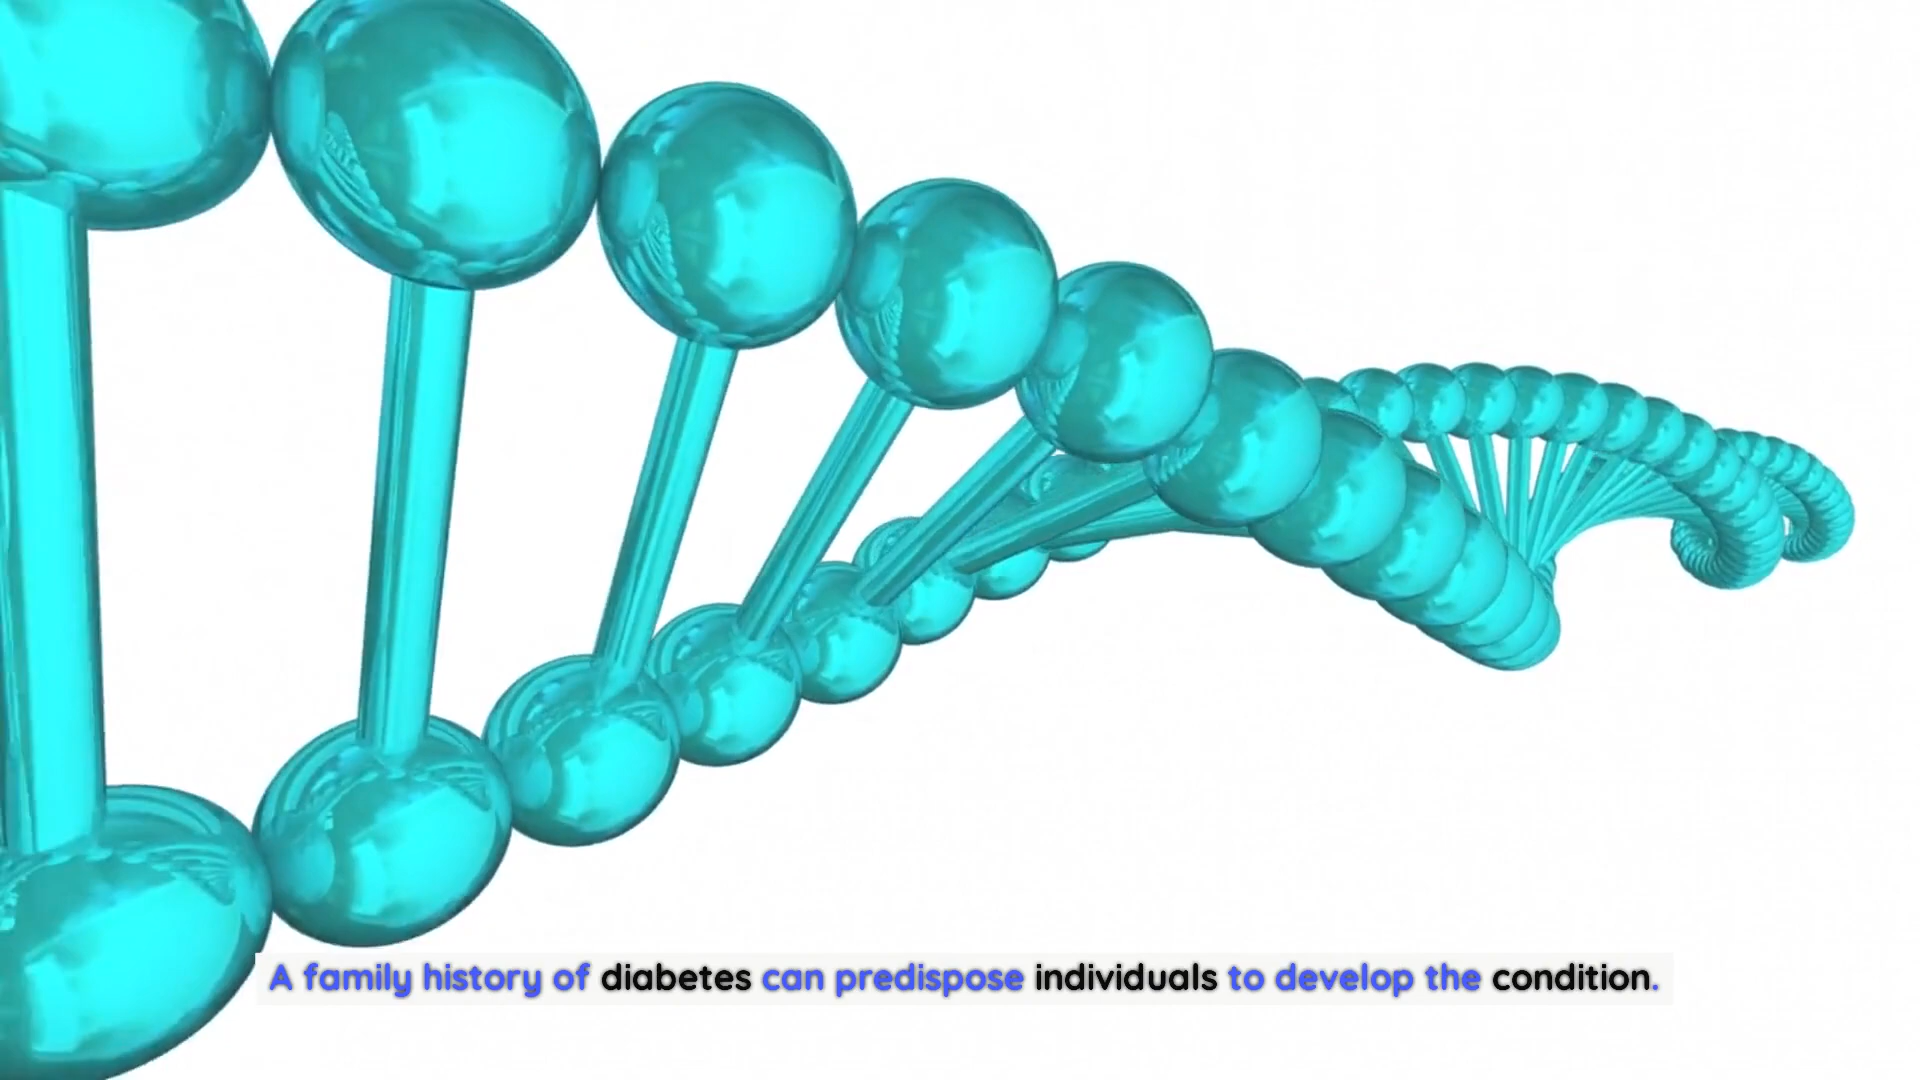 A family history of diabetes can predispose individuals to develop the condition.